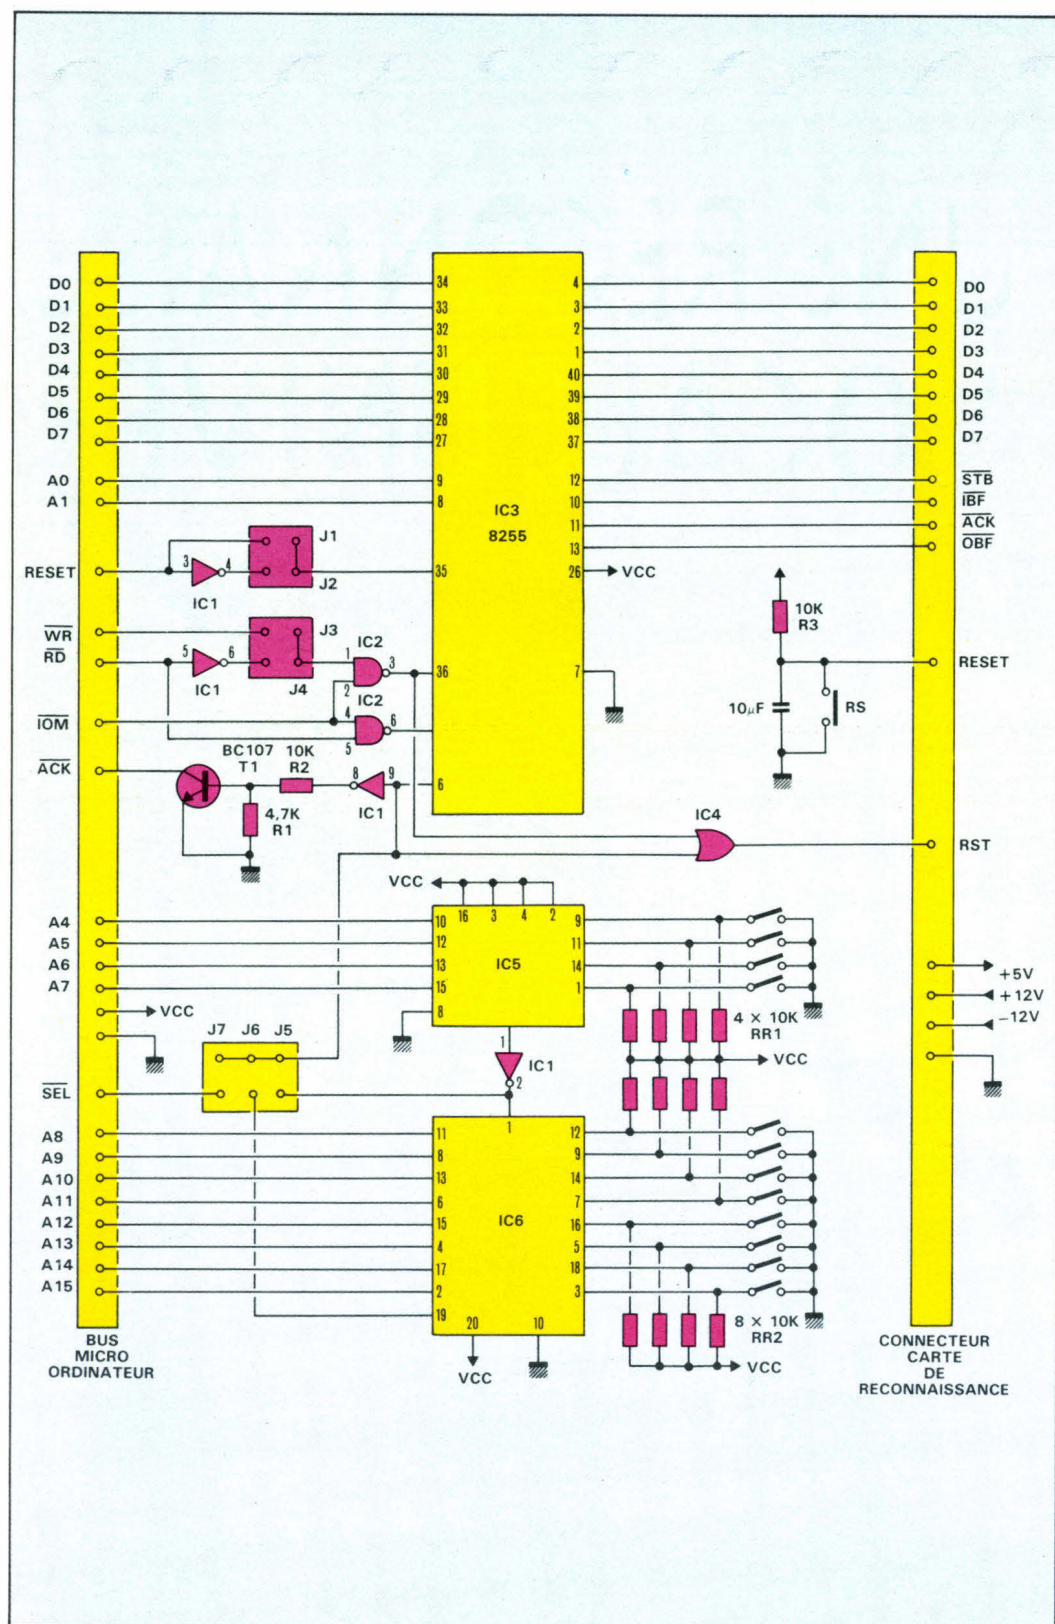 D0 34 4 D0
D1 33 3 D1
D2 32 2 D2
D3 31 1 D3
D4 30 40 D4
D5 29 39 D5
D6 28 38 D6
D7 27 37 D7
A0 9 12 STB
A1 8 10 IBF
IC3
8255
11 ACK
13 OBF
J1
RESET 3 4 35 26 VCC
J2
IC1
10K
R3
WR J3
RD 5 6 IC2 1 3 36 7 RESET
2
IC1 J4 IC2
IOM 4 6
5
10µF RS
ACK BC107 10K
T1 R2 8 9 6
IC1
4,7K
R1
IC4
RST
VCC
16 3 4 2
A4 10 9
A5 12 11
A6 13 IC5 14
A7 15 1
+5V
+12V
-12V
VCC 8
4 × 10K
RR1
J7 J6 J5
1 IC1
2
VCC
SEL
1
A8 11 12
A9 8 9
A10 13 14
A11 6 7
A12 15 IC6 16
A13 4 5
A14 17 18
A15 2 3
19
20 10
8 × 10K
RR2
VCC
VCC
BUS
MICRO
ORDINATEUR
CONNECTEUR
CARTE
DE
RECONNAISSANCE